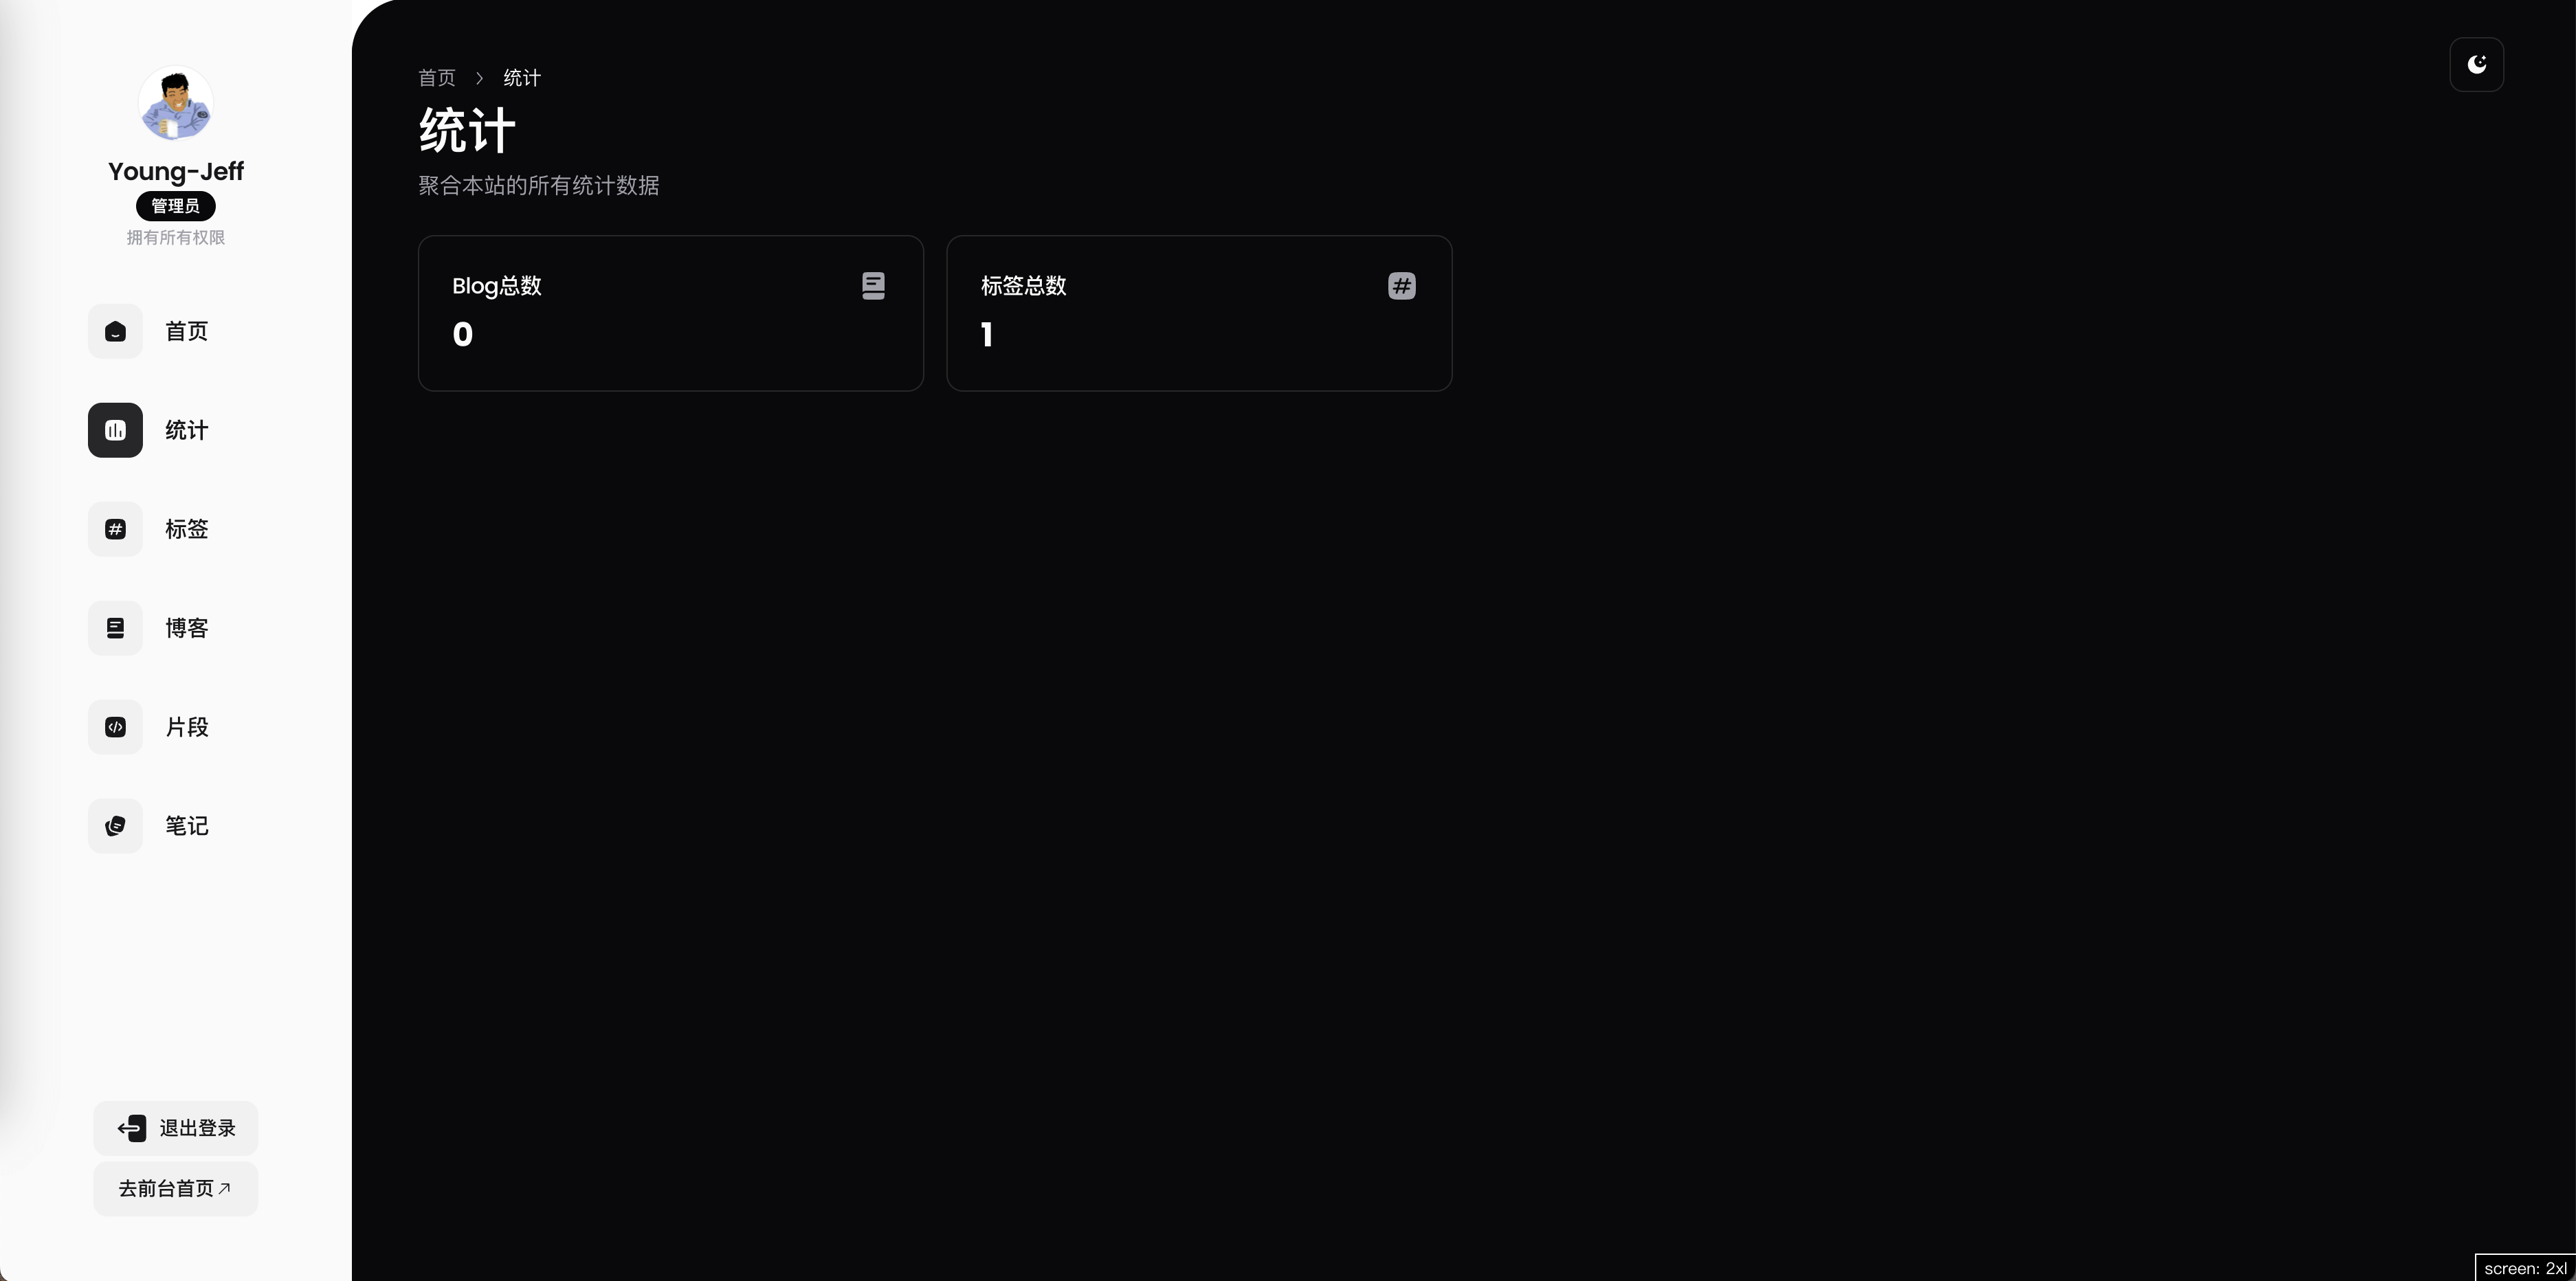 Young-Jeff
管理员
拥有所有权限
首页
统计
标签
博客
片段
笔记
退出登录
去前台首页
首页 > 统计
统计
聚合本站的所有统计数据
Blog总数
0
标签总数
1
screen: 2xl